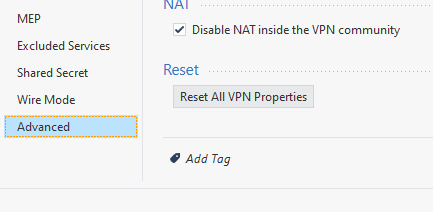 NAT
MEP
Disable NAT inside the VPN community
Excluded Services
Reset
Shared Secret
Wire Mode
Reset All VPN Properties
Advanced
Add Tag